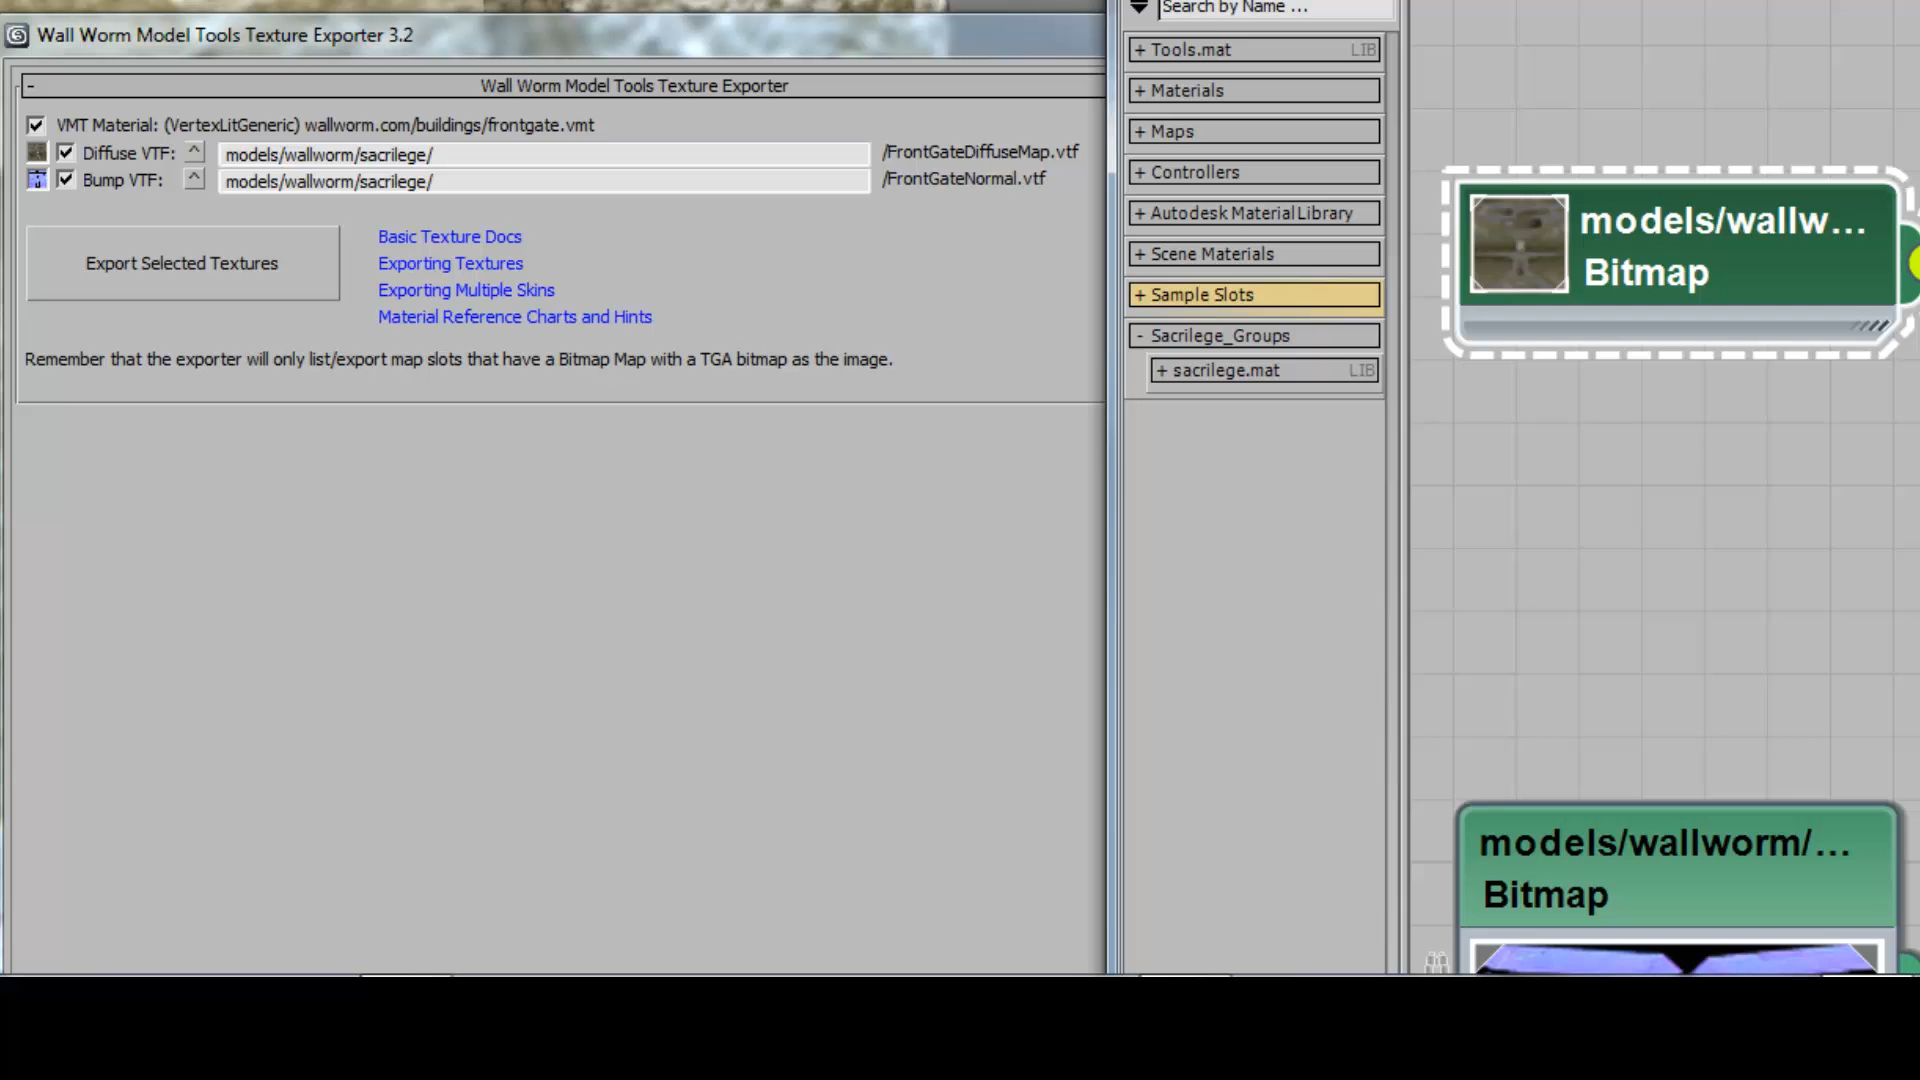 Wall Worm Model Tools Texture Exporter 3.2
- Wall Worm Model Tools Texture Exporter
VMT Material: (VertexLitGeneric) wallworm.com/buildings/frontgate.vmt
Diffuse VTF: ^ models/wallworm/sacrilege/ /FrontGateDiffuseMap.vtf
Bump VTF: ^ models/wallworm/sacrilege/ /FrontGateNormal.vtf
Export Selected Textures
Basic Texture Docs
Exporting Textures
Exporting Multiple Skins
Material Reference Charts and Hints
Remember that the exporter will only list/export map slots that have a Bitmap Map with a TGA bitmap as the image.
Search by Name ...
+ Tools.mat LIB
+ Materials
+ Maps
+ Controllers
+ Autodesk Material Library
+ Scene Materials
+ Sample Slots
- Sacrilege_Groups
+ sacrilege.mat LIB
models/wallw...
Bitmap
models/wallworm/...
Bitmap